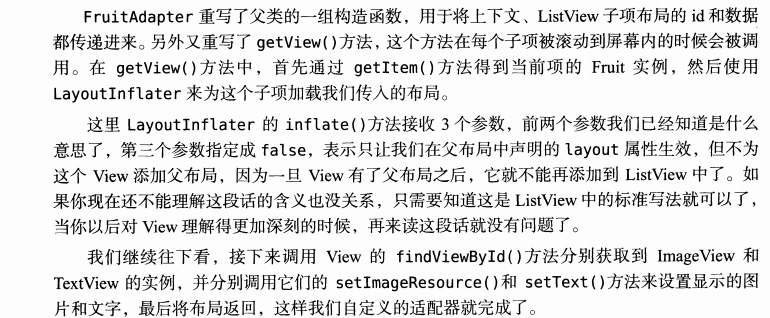 FruitAdapter 重写了父类的一组构造函数，用于将上下文、ListView 子项布局的 id 和数据
都传递进来。另外又重写了 getView()方法，这个方法在每个子项被滚动到屏幕内的时候会被调
用。在 getView()方法中，首先通过 getItem()方法得到当前项的 Fruit 实例，然后使用
LayoutInflater 来为这个子项加载我们传入的布局。
这里 LayoutInflater 的 inflate()方法接收 3 个参数，前两个参数我们已经知道是什么
意思了，第三个参数指定成 false，表示只让我们在父布局中声明的 layout 属性生效，但不为
这个 View 添加父布局，因为一旦 View 有了父布局之后，它就不能再添加到 ListView 中了。如
果你现在还不能理解这段话的含义也没关系，只需要知道这是 ListView 中的标准写法就可以了，
当你以后对 View 理解得更加深刻的时候，再来读这段话就没有问题了。
我们继续往下看，接下来调用 View 的 findViewById()方法分别获取到 ImageView 和
TextView 的实例，并分别调用它们的 setImageResource()和 setText()方法来设置显示的图
片和文字，最后将布局返回，这样我们自定义的适配器就完成了。